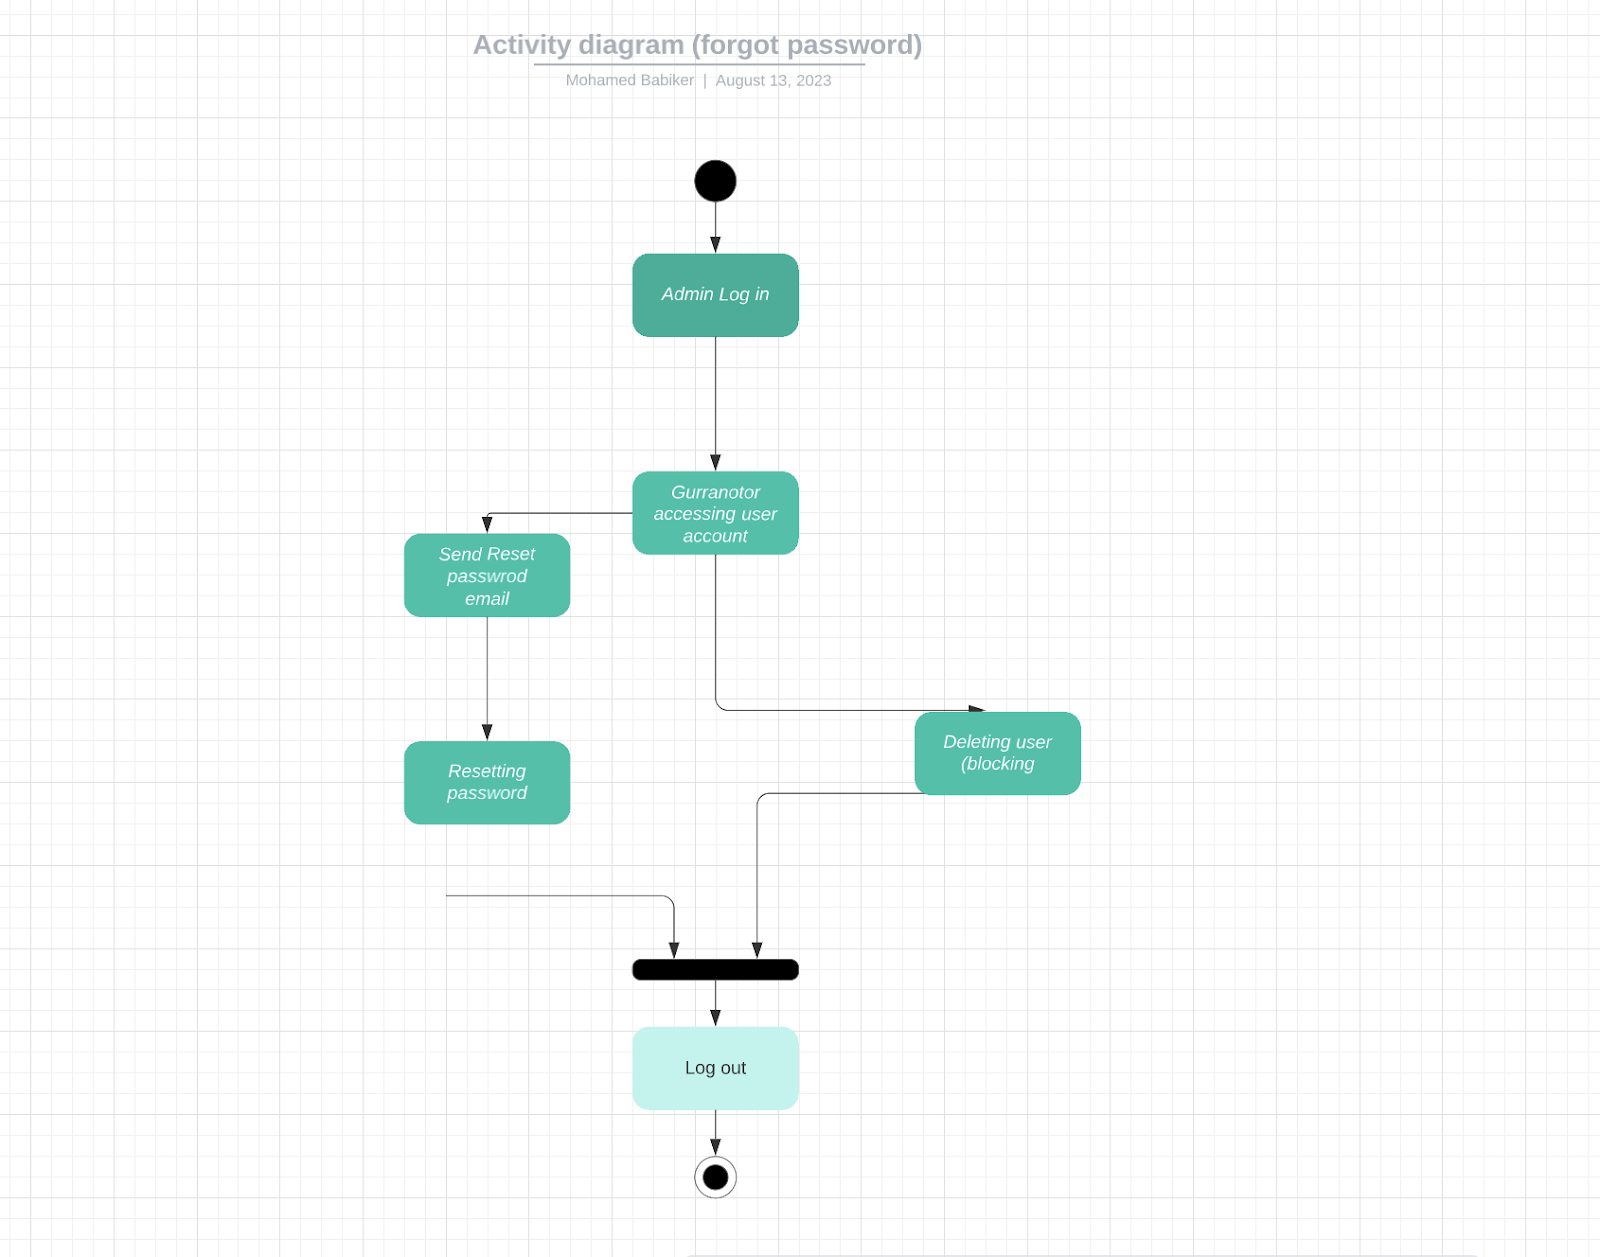 Activity diagram (forgot password)
Mohamed Babiker | August 13, 2023
Admin Log in
Gurranotor
accessing user
account
Send Reset
passwrod
email
Deleting user
(blocking
Resetting
password
Log out